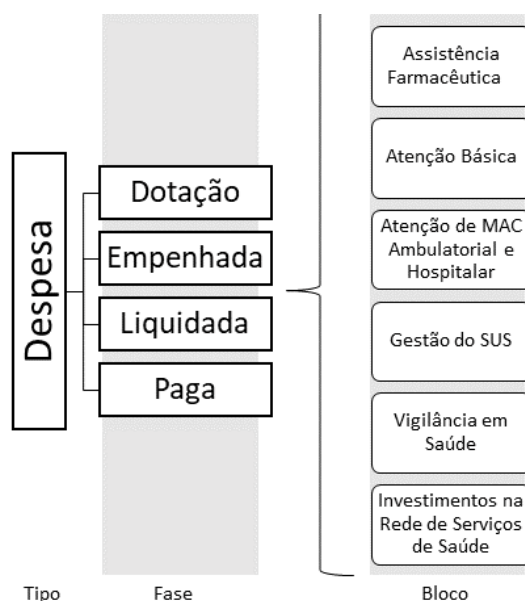 Despesa
Dotação
Empenhada
Liquidada
Paga
Assistência
Farmacêutica
Atenção Básica
Atenção de MAC
Ambulatorial e
Hospitalar
Gestão do SUS
Vigilância em
Saúde
Investimentos na
Rede de Serviços
de Saúde
Tipo
Fase
Bloco